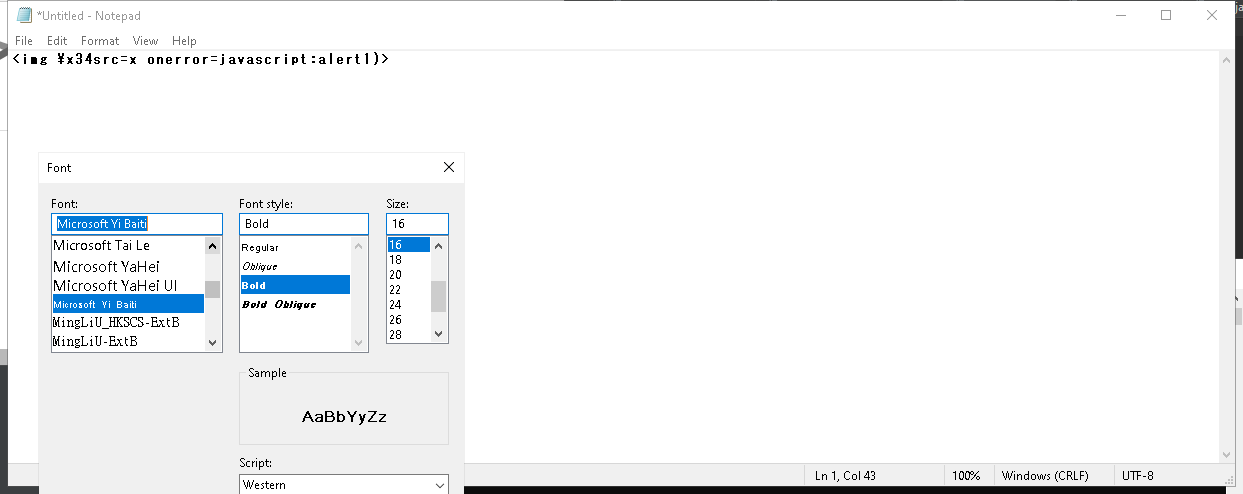 *Untitled - Notepad
File Edit Format View Help
<img ¥x34src=x onerror=javascript:alert1)>
Font
Font: Font style: Size:
Microsoft Yi Baiti Bold 16
Microsoft Tai Le Regular 16
Microsoft YaHei Oblique 18
Microsoft YaHei UI Bold 20
Microsoft Yi Baiti Bold Oblique 22
MingLiU_HKSCS-ExtB 24
MingLiU-ExtB 26
28
Sample
AaBbYyZz
Script:
Western
Ln 1, Col 43 100% Windows (CRLF) UTF-8